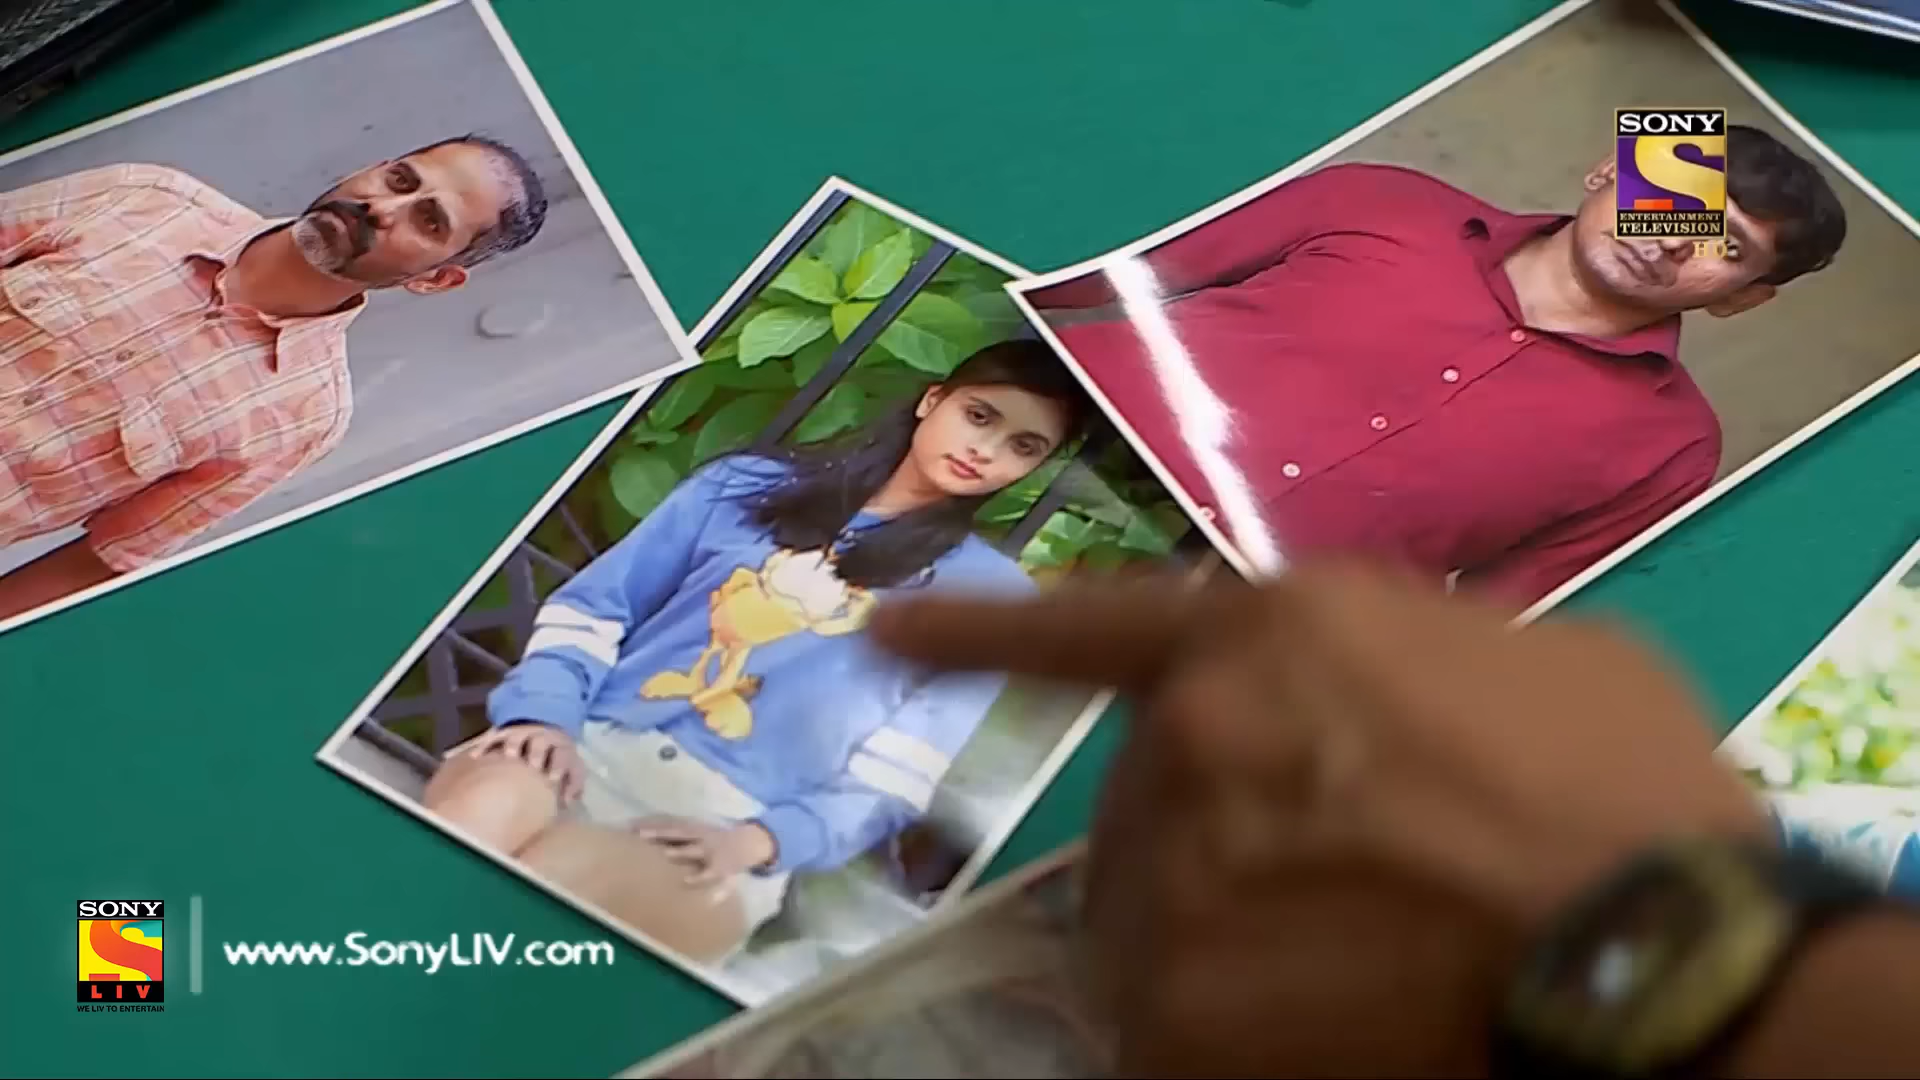 SONY
ENTERTAINMENT
TELEVISION
HD
SONY
LIV
WE LIV TO ENTERTAIN
www.SonyLIV.com